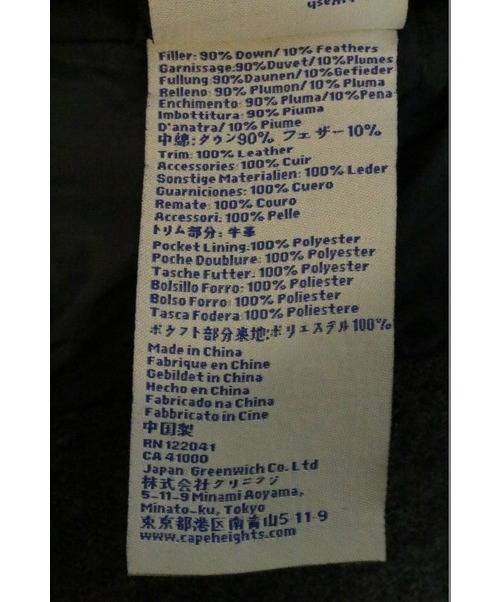 Filler: 90% Down/10% Feathers
Garnissage:90%Duvet/10%Plumes
Fullung:90%Daunen/10%Gefieder
Relleno: 90% Plumon/10% Pluma
Enchimento: 90% Pluma/10%Pena
Imbottitura: 90% Piuma
D'anatra/10% Piume
中綿:ダウン90% フェザー10%
Trim: 100% Leather
Accessories: 100% Cuir
Sonstige Materialien: 100% Leder
Guarniciones: 100% Cuero
Remate: 100% Couro
Accessori: 100% Pelle
トリム部分: 牛革
Pocket Lining:100% Polyester
Poche Doublure: 100% Polyester
Tasche Futter: 100% Polyester
Bolsillo Forro: 100% Poliester
Bolso Forro: 100% Poliester
Tasca Fodera: 100% Poliestere
ポケット部分裏地:ポリエステル100%
Made in China
Fabrique en Chine
Gebildet in China
Hecho en China
Fabricado na China
Fabbricato in Cine
中国製
RN 122041
CA 41000
Japan: Greenwich Co. Ltd
株式会社グリニッジ
5-11-9 Minami Aoyama,
Minato-ku, Tokyo
東京都港区南青山5-11-9
www.capeheights.com